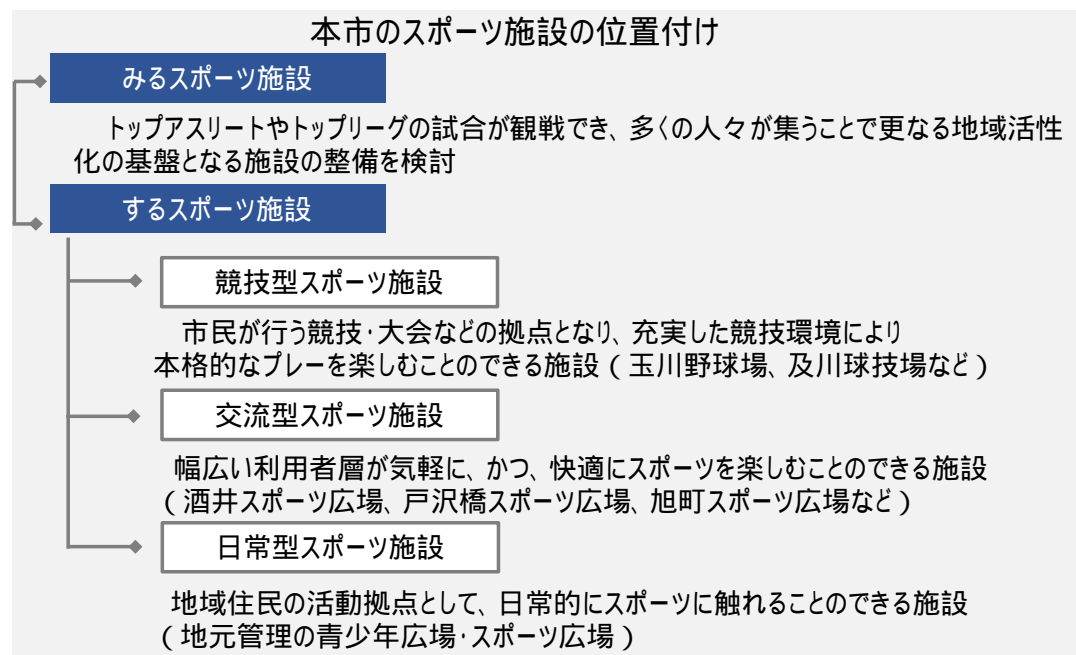 本市のスポーツ施設の位置付け
みるスポーツ施設
トップアスリートやトップリーグの試合が観戦でき、多くの人々が集うことで更なる地域活性
化の基盤となる施設の整備を検討
するスポーツ施設
競技型スポーツ施設
市民が行う競技・大会などの拠点となり、充実した競技環境により
本格的なプレーを楽しむことのできる施設（玉川野球場、及川球技場など）
交流型スポーツ施設
幅広い利用者層が気軽に、かつ、快適にスポーツを楽しむことのできる施設
（酒井スポーツ広場、戸沢橋スポーツ広場、旭町スポーツ広場など）
日常型スポーツ施設
地域住民の活動拠点として、日常的にスポーツに触れることのできる施設
（地元管理の青少年広場・スポーツ広場）